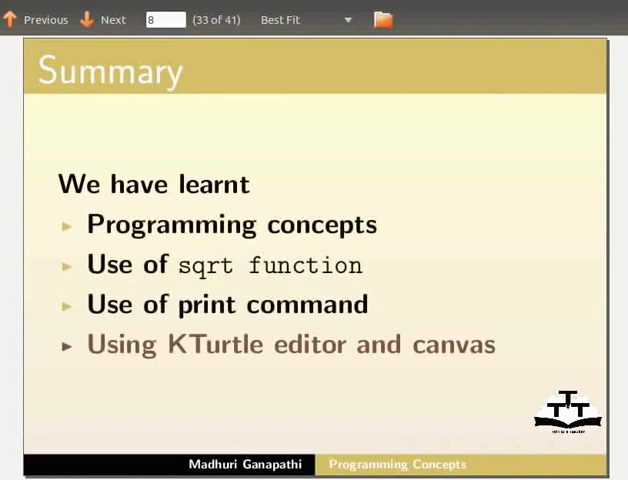 Previous Next 8 (33 of 41) Best Fit
Summary
We have learnt
Programming concepts
Use of sqrt function
Use of print command
Using KTurtle editor and canvas
TTT
Madhuri Ganapathi Programming Concepts